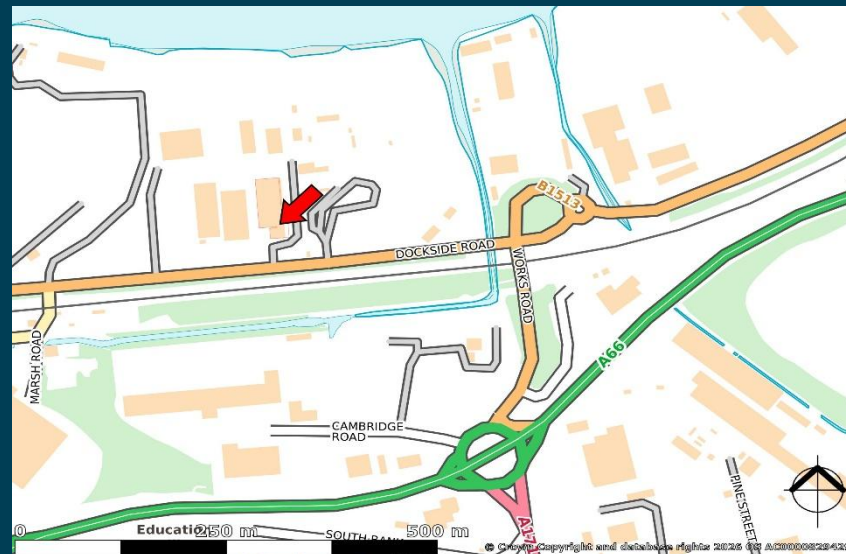 B1513
DOCKSIDE ROAD
WORKS ROAD
A66
MARSH ROAD
CAMBRIDGE
ROAD
PINE STREET
0
250 m
500 m
Education
SOUTH BANK
A17
© Crown Copyright and database rights 2026 OS